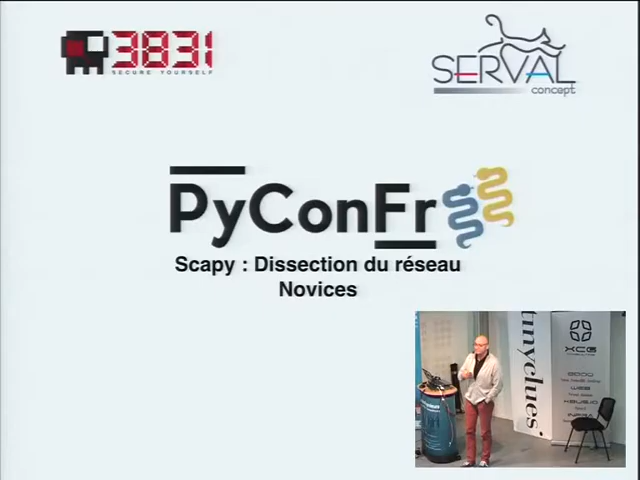 3831
SECURE YOURSELF
SERVAL
concept
PyConFr
Scapy : Dissection du réseau
Novices
tinyclues
XCG